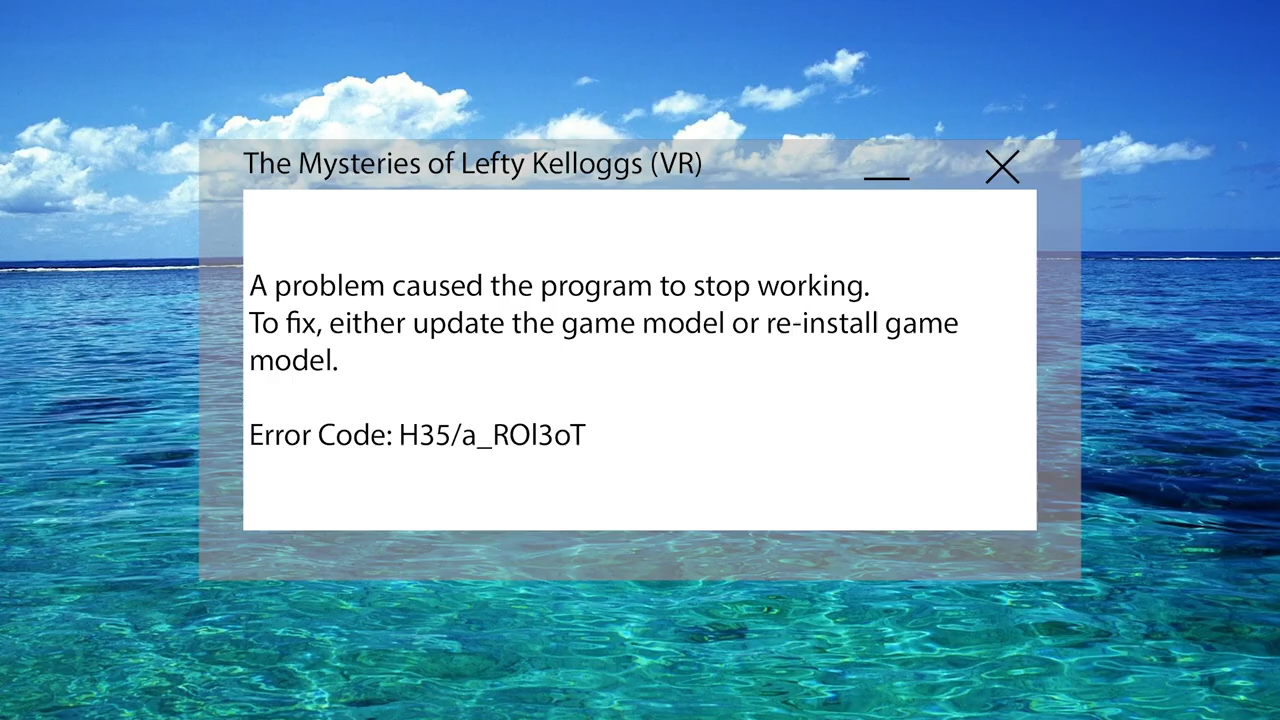 The Mysteries of Lefty Kelloggs (VR)
A problem caused the program to stop working.
To fix, either update the game model or re-install game
model.
Error Code: H35/a_ROl3oT